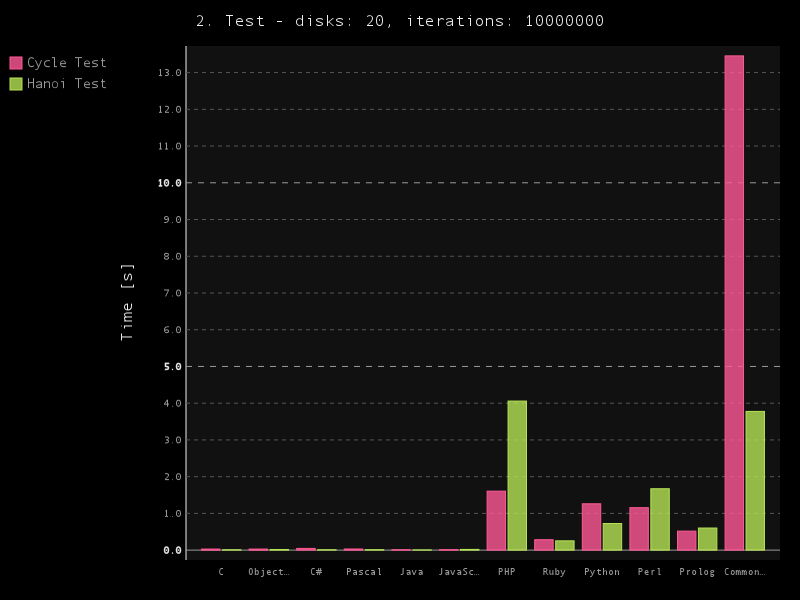 2. Test - disks: 20, iterations: 10000000
Cycle Test
Hanoi Test
Time [s]
13.0
12.0
11.0
10.0
9.0
8.0
7.0
6.0
5.0
4.0
3.0
2.0
1.0
0.0
C Object… C# Pascal Java JavaSc… PHP Ruby Python Perl Prolog Common…